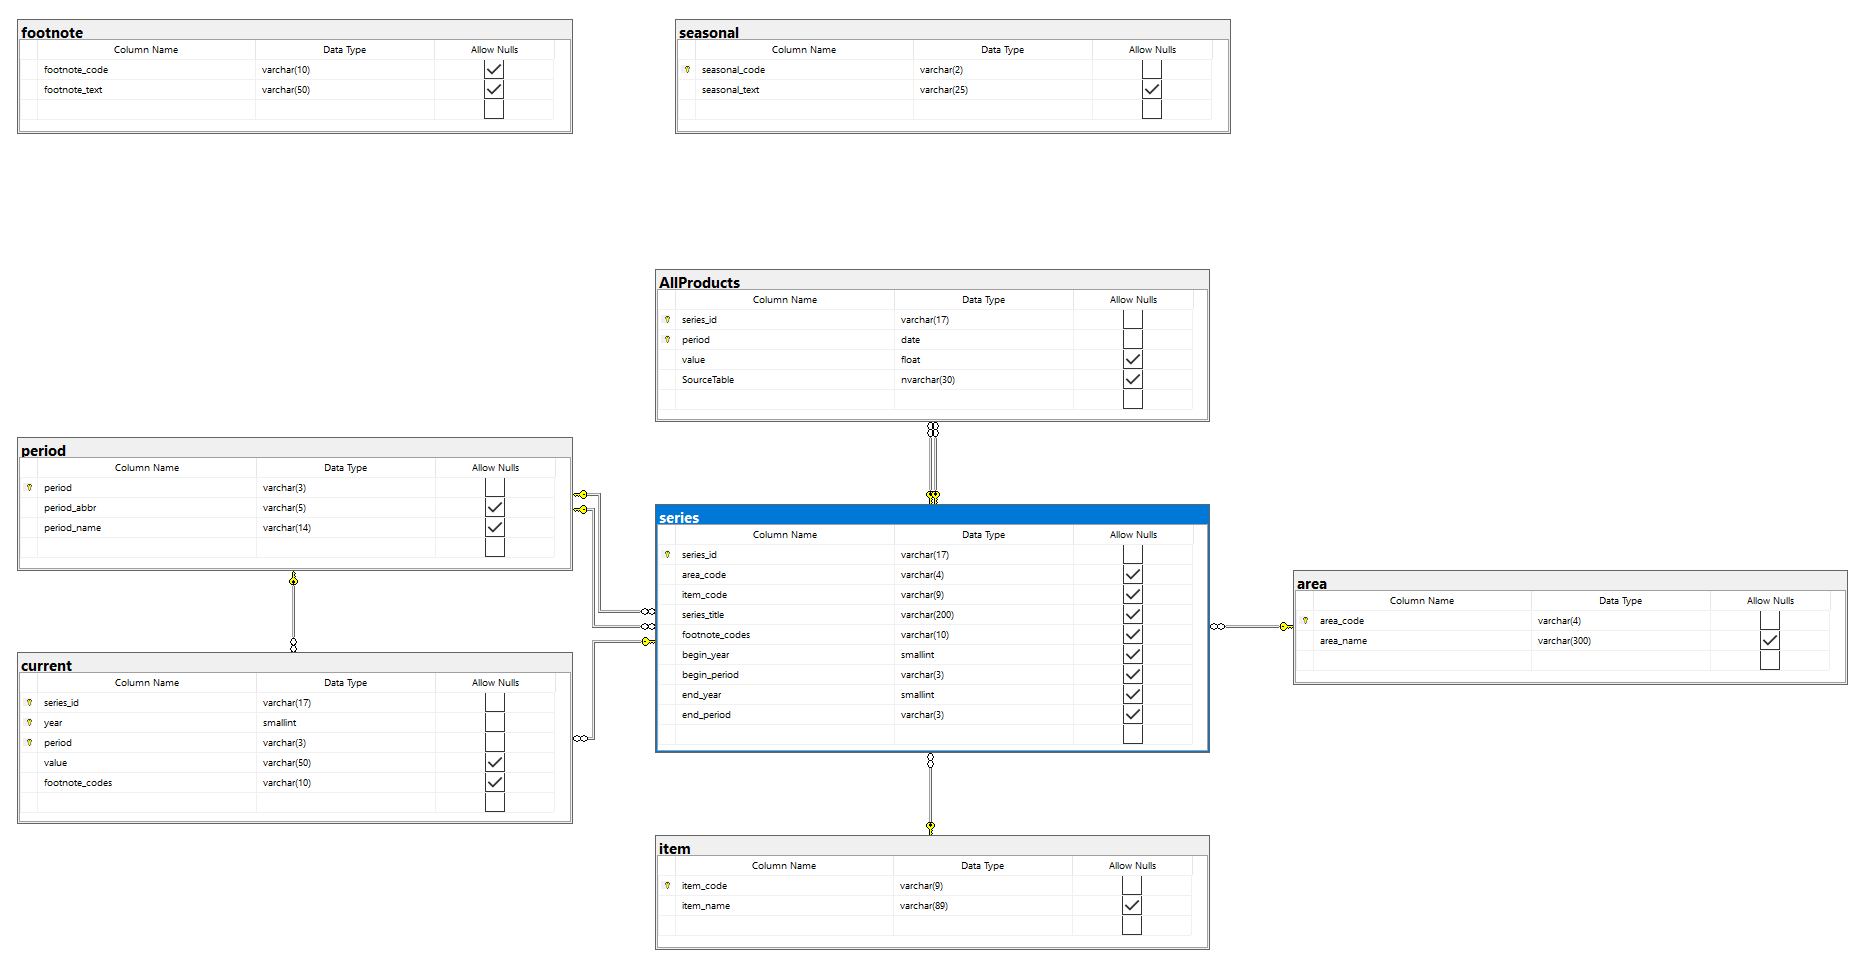 footnote
Column Name Data Type Allow Nulls
footnote_code varchar(10)
footnote_text varchar(50)
seasonal
Column Name Data Type Allow Nulls
seasonal_code varchar(2)
seasonal_text varchar(25)
AllProducts
Column Name Data Type Allow Nulls
series_id varchar(17)
period date
value float
SourceTable nvarchar(30)
period
Column Name Data Type Allow Nulls
period varchar(3)
period_abbr varchar(5)
period_name varchar(14)
series
Column Name Data Type Allow Nulls
series_id varchar(17)
area_code varchar(4)
item_code varchar(9)
series_title varchar(200)
footnote_codes varchar(10)
begin_year smallint
begin_period varchar(3)
end_year smallint
end_period varchar(3)
area
Column Name Data Type Allow Nulls
area_code varchar(4)
area_name varchar(300)
current
Column Name Data Type Allow Nulls
series_id varchar(17)
year smallint
period varchar(3)
value varchar(50)
footnote_codes varchar(10)
item
Column Name Data Type Allow Nulls
item_code varchar(9)
item_name varchar(89)